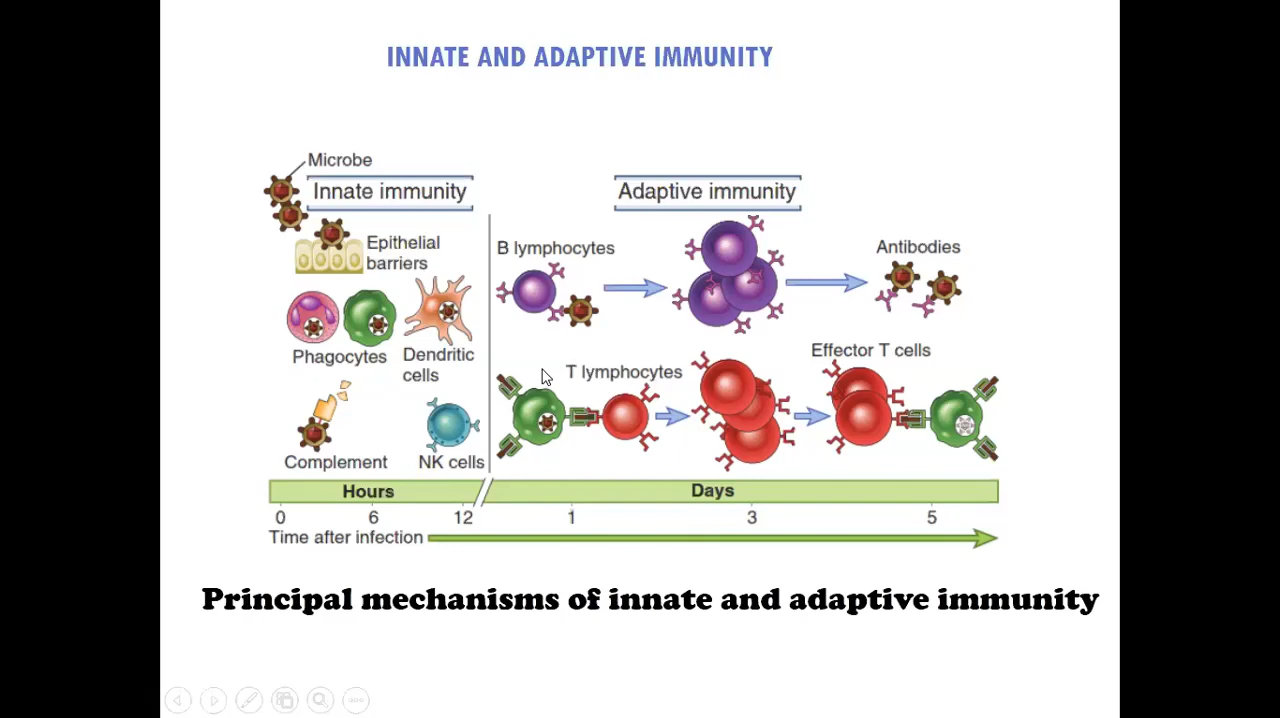 INNATE AND ADAPTIVE IMMUNITY
Microbe
Innate immunity
Adaptive immunity
Epithelial
barriers
B lymphocytes
Antibodies
Phagocytes
Dendritic
cells
T lymphocytes
Effector T cells
Complement
NK cells
Hours
Days
0 6 12 1 3 5
Time after infection
Principal mechanisms of innate and adaptive immunity